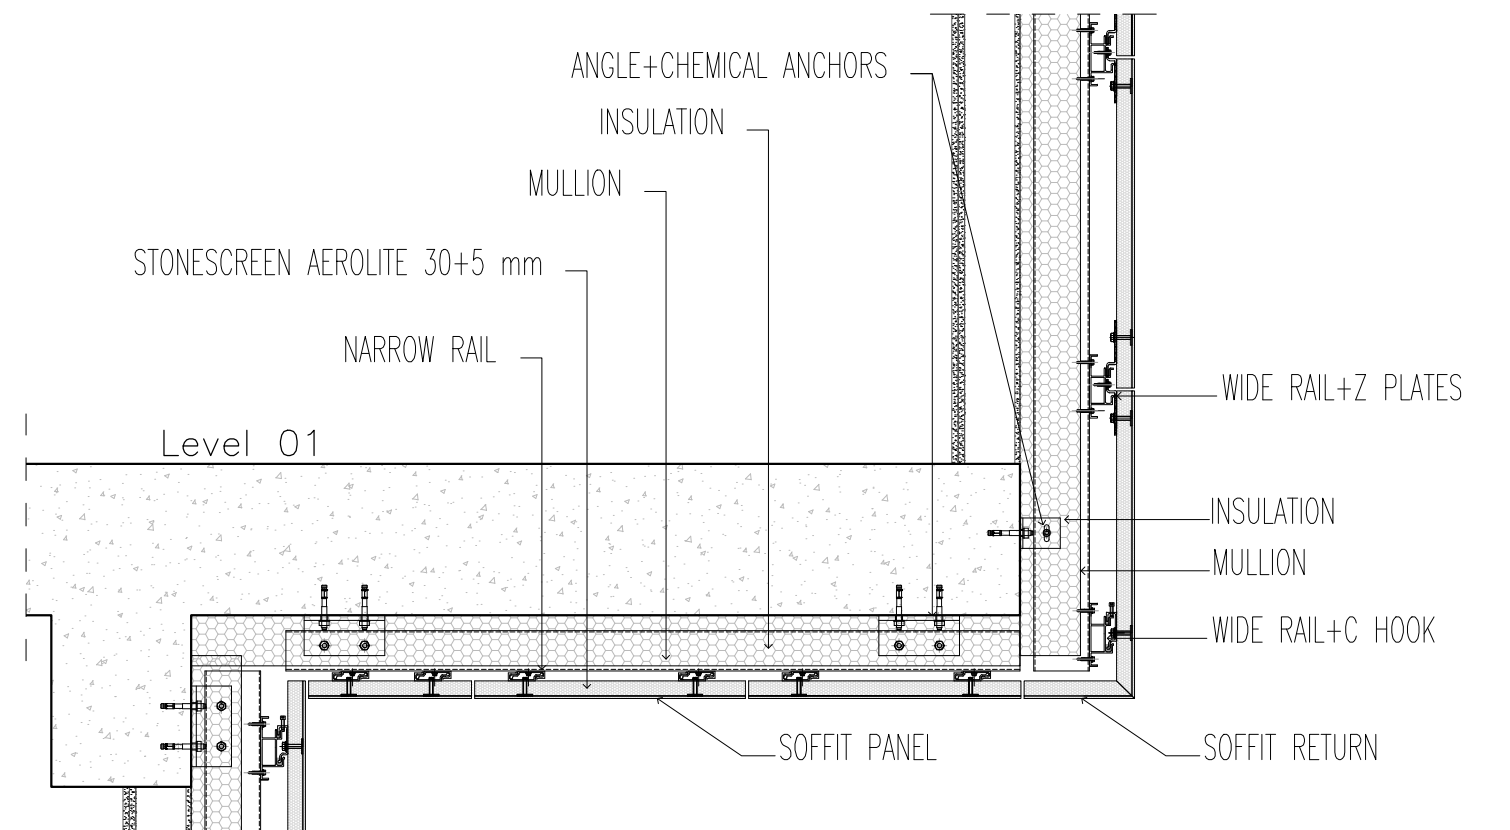 ANGLE+CHEMICAL ANCHORS
INSULATION
MULLION
STONESCREEN AEROLITE 30+5 mm
NARROW RAIL
WIDE RAIL+Z PLATES
Level 01
INSULATION
MULLION
WIDE RAIL+C HOOK
SOFFIT PANEL
SOFFIT RETURN